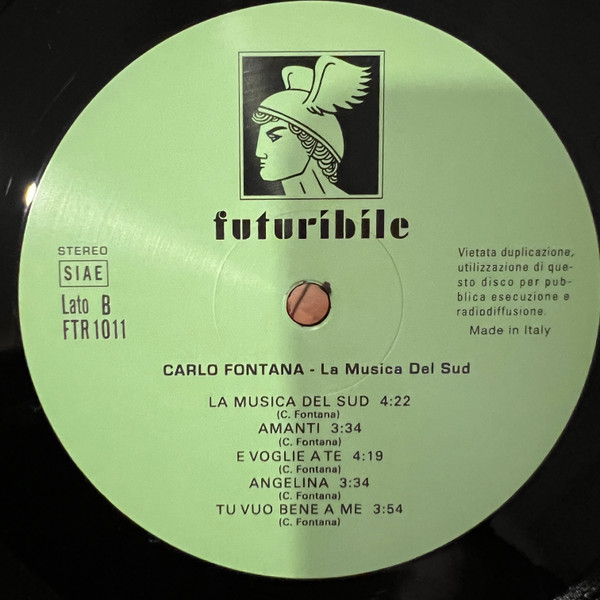 futuribile
STEREO
SIAE
Lato B
FTR 1011
Vietata duplicazione,
utilizzazione di que-
sto disco per pub-
blica esecuzione e
radiodiffusione.
Made in Italy
CARLO FONTANA - La Musica Del Sud
LA MUSICA DEL SUD 4:22
(C. Fontana)
AMANTI 3:34
(C. Fontana)
E VOGLIE A TE 4:19
(C. Fontana)
ANGELINA 3:34
(C. Fontana)
TU VUO BENE A ME 3:54
(C. Fontana)